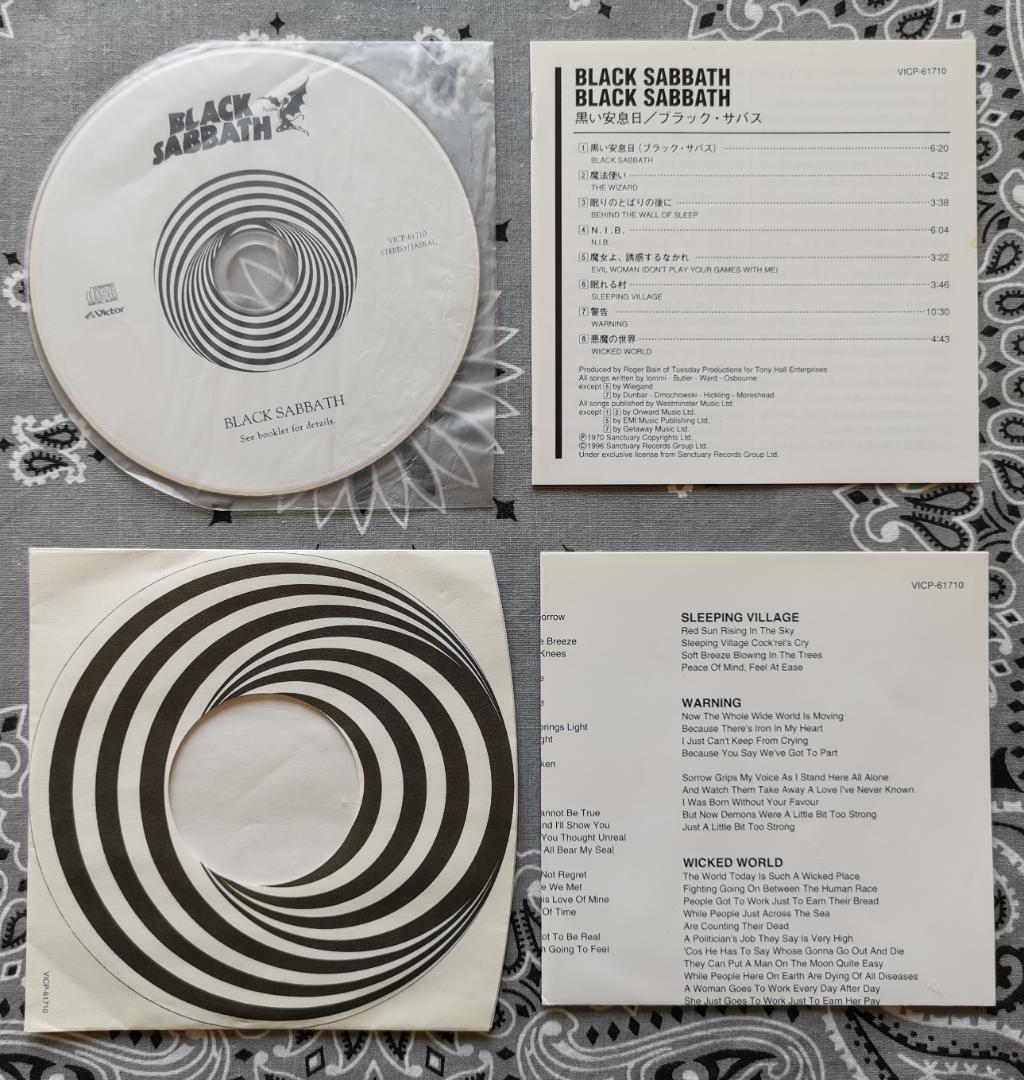 BLACK
SABBATH
VICP-61710
STEREO / JASRAC
disc
Victor
BLACK SABBATH
See booklet for details.
VICP-61710
BLACK SABBATH
BLACK SABBATH
黒い安息日／ブラック・サバス
1 黒い安息日（ブラック・サバス） 6:20
BLACK SABBATH
2 魔法使い 4:22
THE WIZARD
3 眠りのとばりの後に 3:38
BEHIND THE WALL OF SLEEP
4 N.I.B. 6:04
N.I.B.
5 魔女よ、誘惑するなかれ 3:22
EVIL WOMAN (DON'T PLAY YOUR GAMES WITH ME)
6 眠れる村 3:46
SLEEPING VILLAGE
7 警告 10:30
WARNING
8 悪魔の世界 4:43
WICKED WORLD
Produced by Roger Bain of Tuesday Productions for Tony Hall Enterprises
All songs written by Iommi - Butler - Ward - Osbourne
except 5 by Wiegand
7 by Dunbar - Dmochowski - Hickling - Moreshead
All songs published by Westminster Music Ltd.
except 1 2 by Onward Music Ltd.
5 by EMI Music Publishing Ltd.
7 by Getaway Music Ltd.
Ⓟ1970 Sanctuary Copyrights Ltd.
Ⓒ1996 Sanctuary Records Group Ltd.
Under exclusive license from Sanctuary Records Group Ltd.
VICP-61710
VICP-61710
orrow
e Breeze
Knees
e
e
orings Light
ght
ken
annot Be True
nd I'll Show You
You Thought Unreal
All Bear My Seal
Not Regret
e We Met
is Love Of Mine
Of Time
ot To Be Real
n Going To Feel
SLEEPING VILLAGE
Red Sun Rising In The Sky
Sleeping Village Cock'rel's Cry
Soft Breeze Blowing In The Trees
Peace Of Mind, Feel At Ease
WARNING
Now The Whole Wide World Is Moving
Because There's Iron In My Heart
I Just Can't Keep From Crying
Because You Say We've Got To Part
Sorrow Grips My Voice As I Stand Here All Alone
And Watch Them Take Away A Love I've Never Known
I Was Born Without Your Favour
But Now Demons Were A Little Bit Too Strong
Just A Little Bit Too Strong
WICKED WORLD
The World Today Is Such A Wicked Place
Fighting Going On Between The Human Race
People Got To Work Just To Earn Their Bread
While People Just Across The Sea
Are Counting Their Dead
A Politician's Job They Say Is Very High
'Cos He Has To Say Whose Gonna Go Out And Die
They Can Put A Man On The Moon Quite Easy
While People Here On Earth Are Dying Of All Diseases
A Woman Goes To Work Every Day After Day
She Just Goes To Work Just To Earn Her Pay